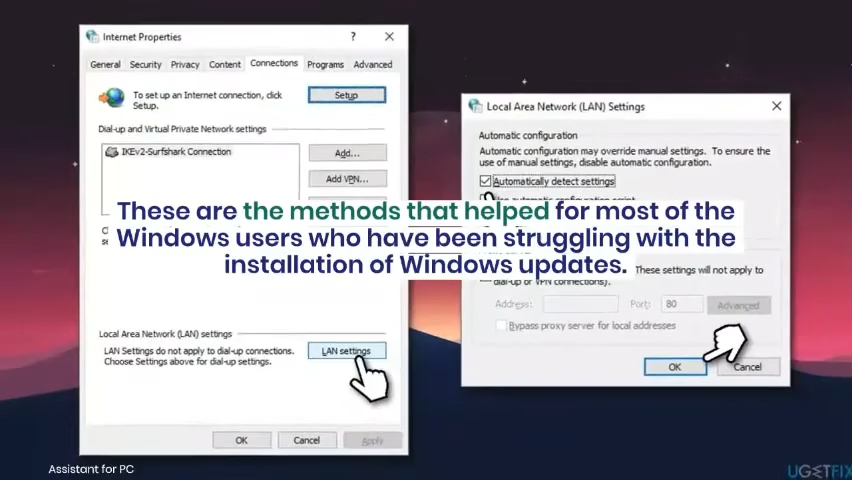 Internet Properties
General Security Privacy Content Connections Programs Advanced
To set up an Internet connection, click
Setup.
Setup
Dial-up and Virtual Private Network settings
IKEv2-Surfshark Connection
Add...
Add VPN...
Local Area Network (LAN) settings
LAN Settings do not apply to dial-up connections.
Choose Settings above for dial-up settings.
LAN settings
OK Cancel Apply
Local Area Network (LAN) Settings
Automatic configuration
Automatic configuration may override manual settings. To ensure the
use of manual settings, disable automatic configuration.
Automatically detect settings
These settings will not apply to
dial-up or VPN connections).
Address: Port: 80 Advanced
Bypass proxy server for local addresses
OK Cancel
These are the methods that helped for most of the
Windows users who have been struggling with the
installation of Windows updates.
Assistant for PC
UGETFIX